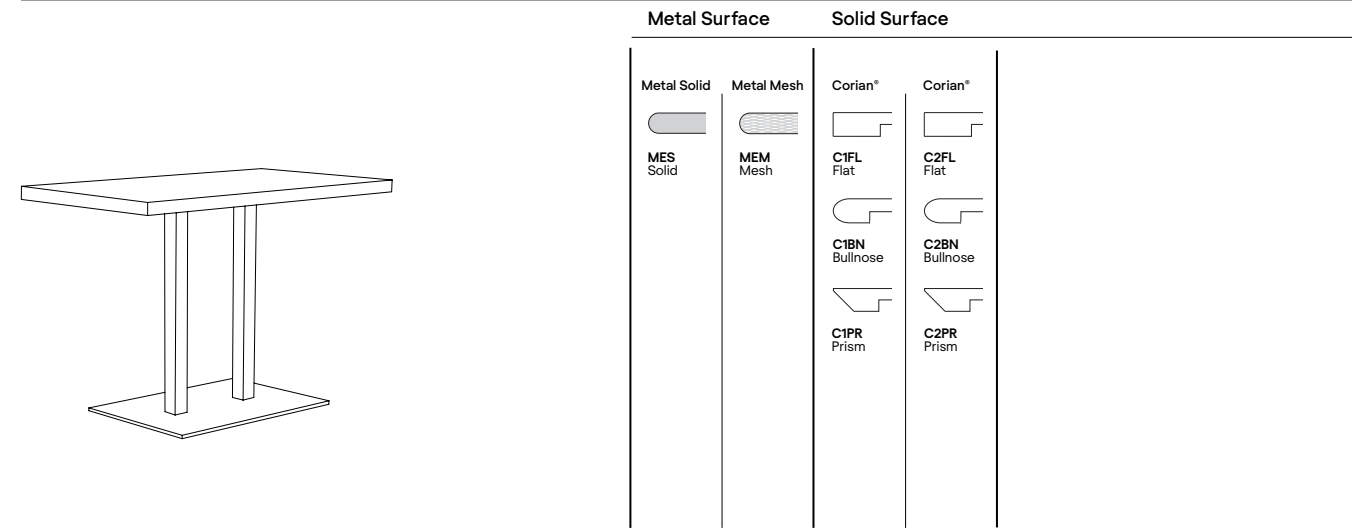 Metal Surface
Solid Surface
Metal Solid
Metal Mesh
Corian®
Corian®
MES
Solid
MEM
Mesh
C1FL
Flat
C2FL
Flat
C1BN
Bullnose
C2BN
Bullnose
C1PR
Prism
C2PR
Prism